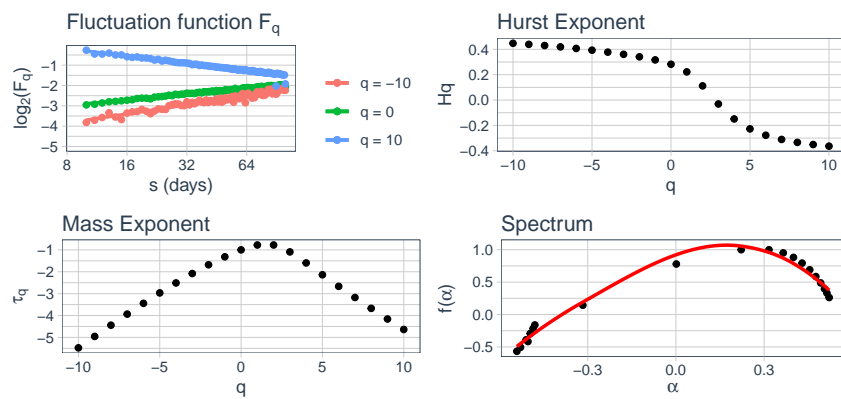 Fluctuation function Fq
log2(Fq)
−1
−2
−3
−4
−5
8 16 32 64
s (days)
q = −10
q = 0
q = 10
Hurst Exponent
Hq
0.4
0.2
0.0
−0.2
−0.4
−10 −5 0 5 10
q
Mass Exponent
τq
−1
−2
−3
−4
−5
−10 −5 0 5 10
q
Spectrum
f(α)
1.0
0.5
0.0
−0.5
−0.3 0.0 0.3
α